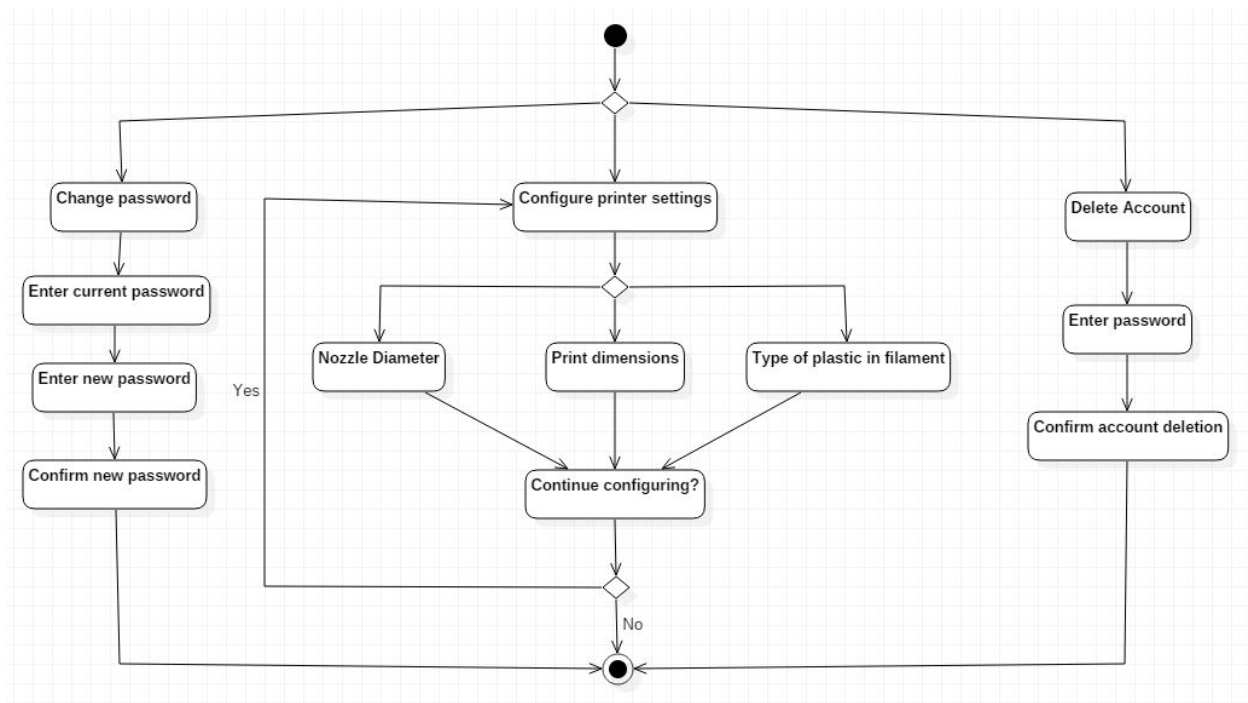 Change password
Configure printer settings
Delete Account
Enter current password
Enter password
Nozzle Diameter
Print dimensions
Type of plastic in filament
Enter new password
Yes
Confirm account deletion
Confirm new password
Continue configuring?
No